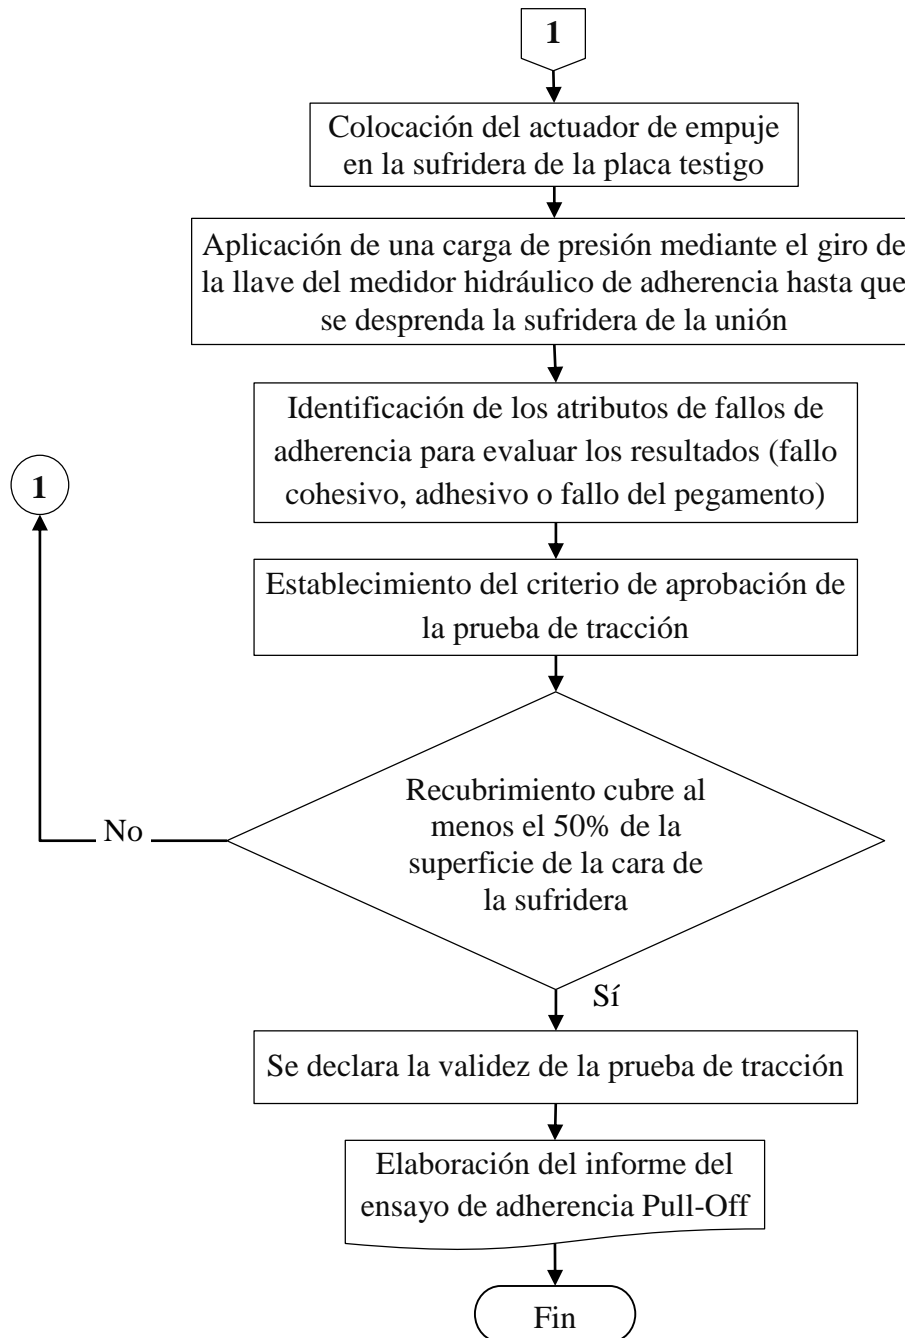 1
Colocación del actuador de empuje
en la sufridera de la placa testigo
Aplicación de una carga de presión mediante el giro de
la llave del medidor hidráulico de adherencia hasta que
se desprenda la sufridera de la unión
Identificación de los atributos de fallos de
adherencia para evaluar los resultados (fallo
cohesivo, adhesivo o fallo del pegamento)
1
Establecimiento del criterio de aprobación de
la prueba de tracción
Recubrimiento cubre al
menos el 50% de la
superficie de la cara de
la sufridera
No
Sí
Se declara la validez de la prueba de tracción
Elaboración del informe del
ensayo de adherencia Pull-Off
Fin